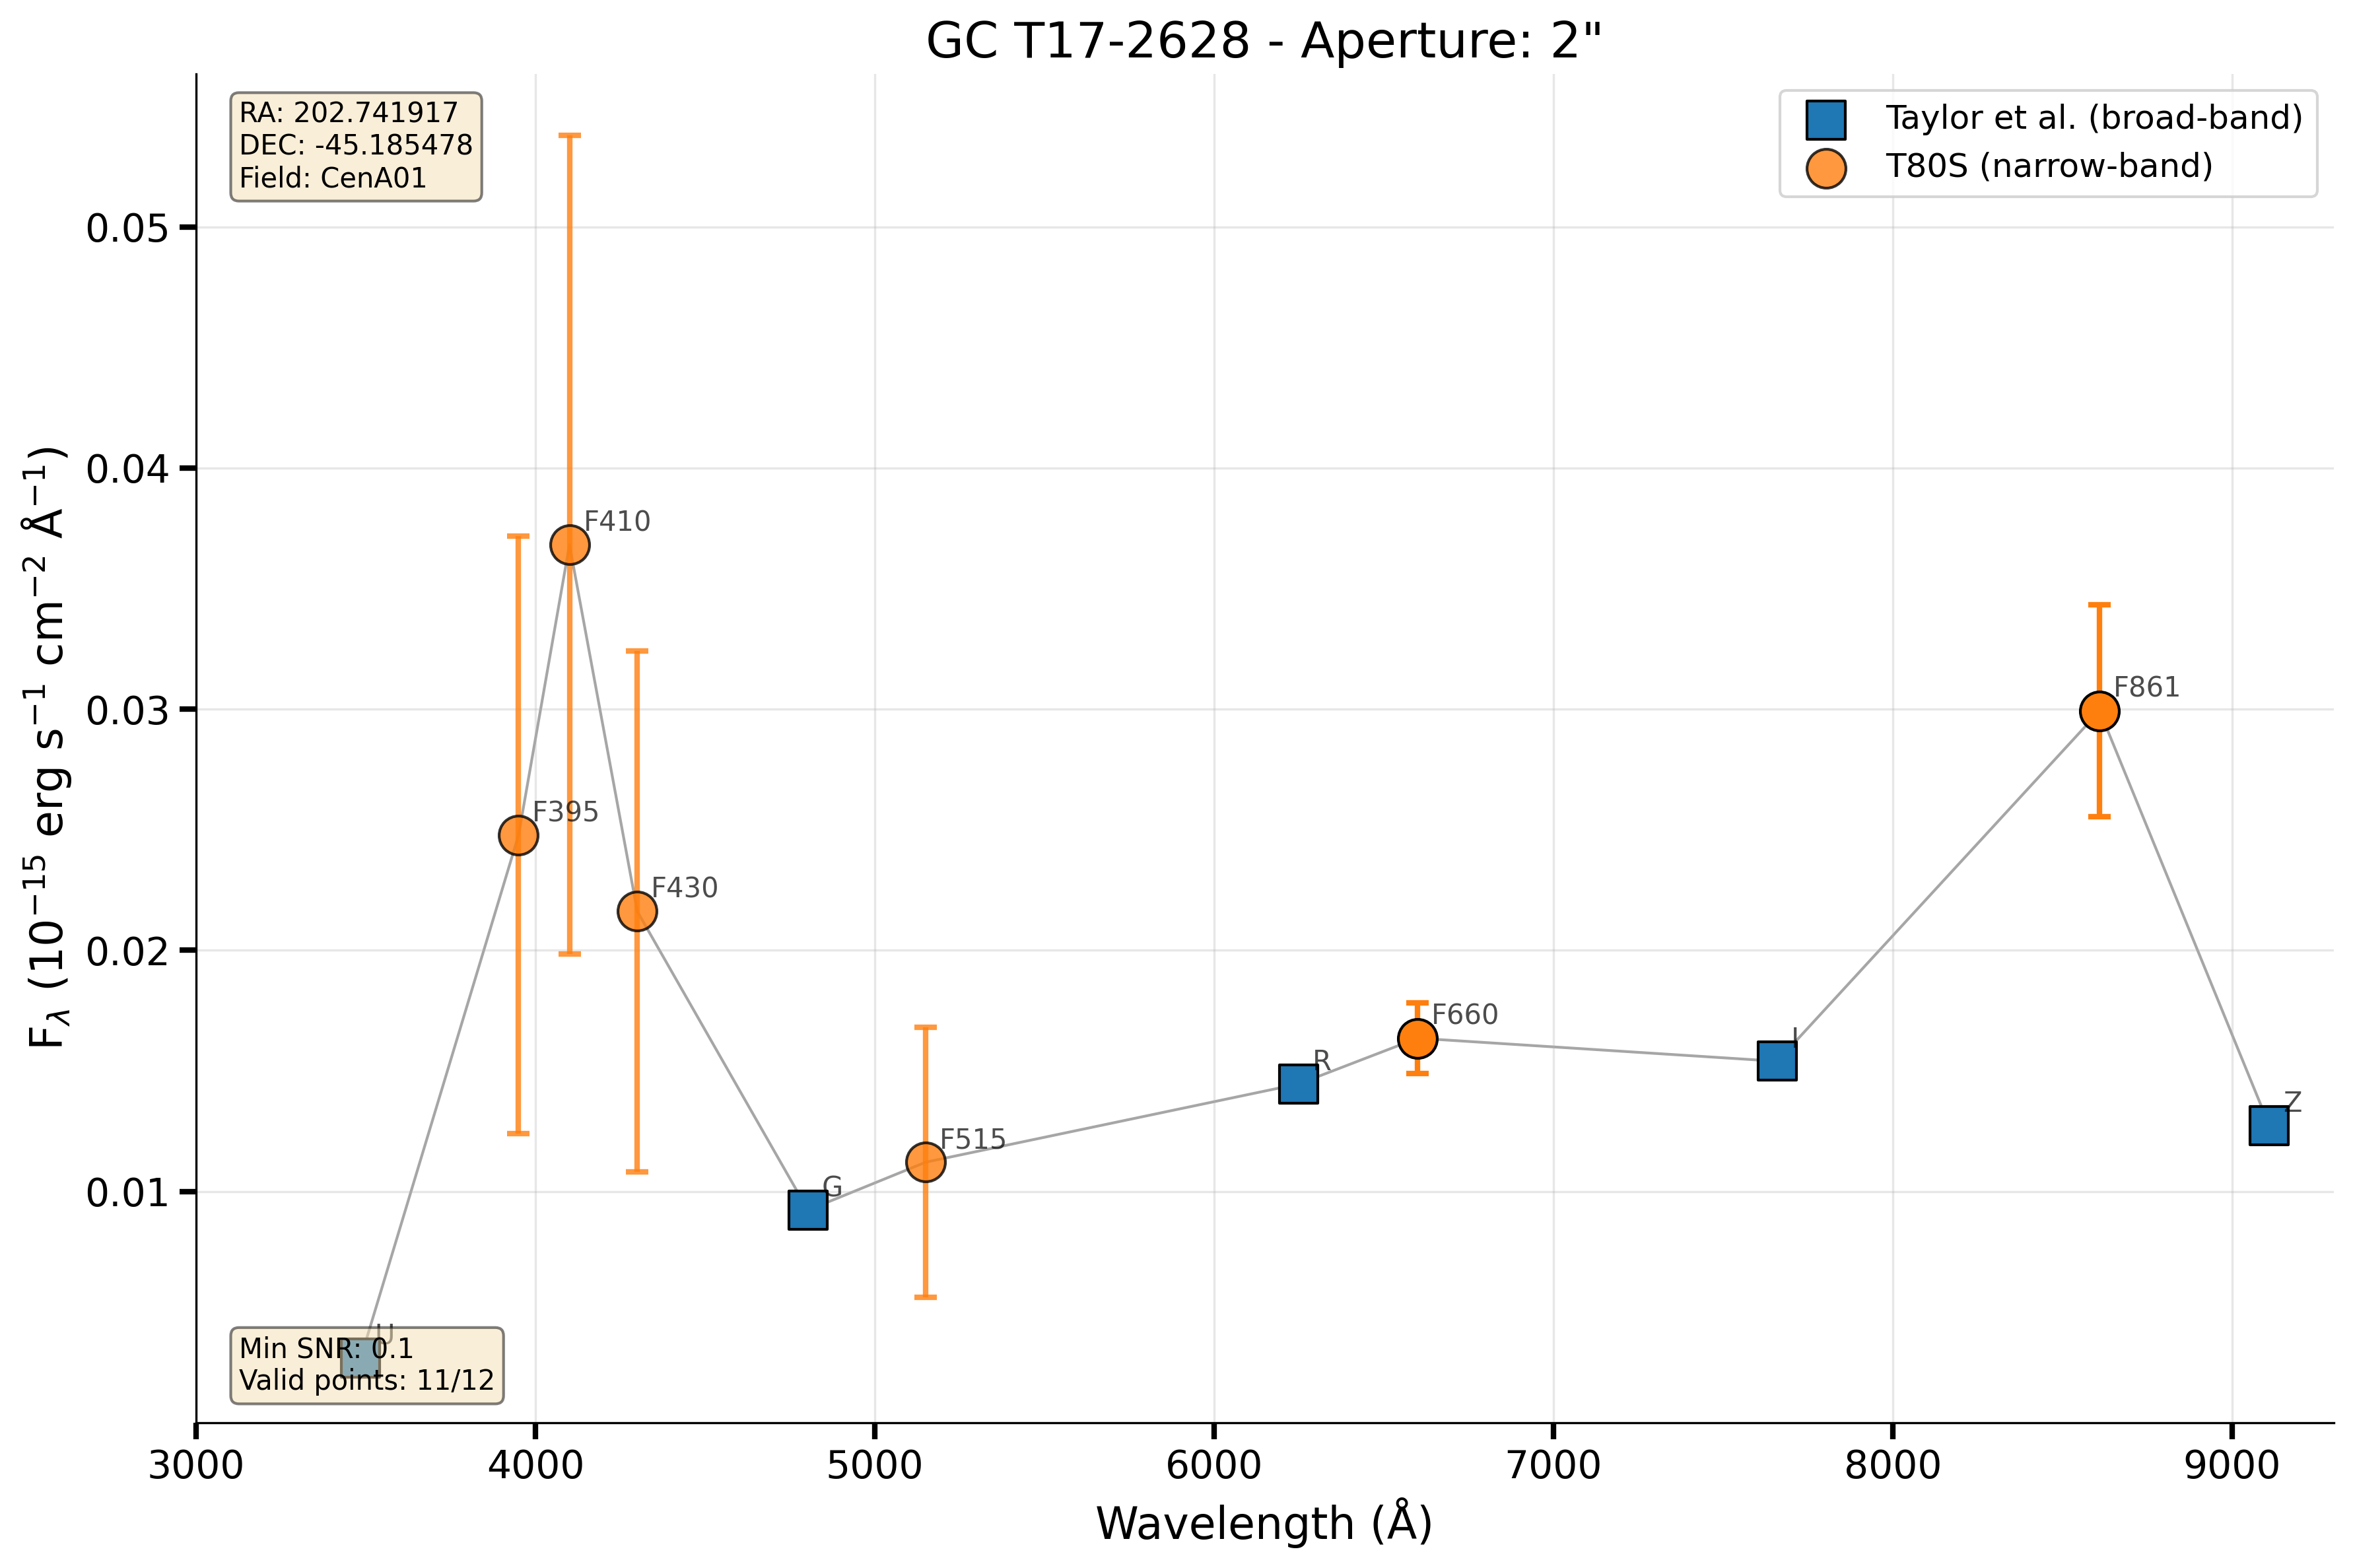 GC T17-2628 - Aperture: 2"
RA: 202.741917
DEC: -45.185478
Field: CenA01
Taylor et al. (broad-band)
T80S (narrow-band)
0.05
0.04
0.03
0.02
0.01
F410
F395
F430
F861
F660
F515
R
I
Z
G
U
Min SNR: 0.1
Valid points: 11/12
F_λ (10⁻¹⁵ erg s⁻¹ cm⁻² Å⁻¹)
3000 4000 5000 6000 7000 8000 9000
Wavelength (Å)